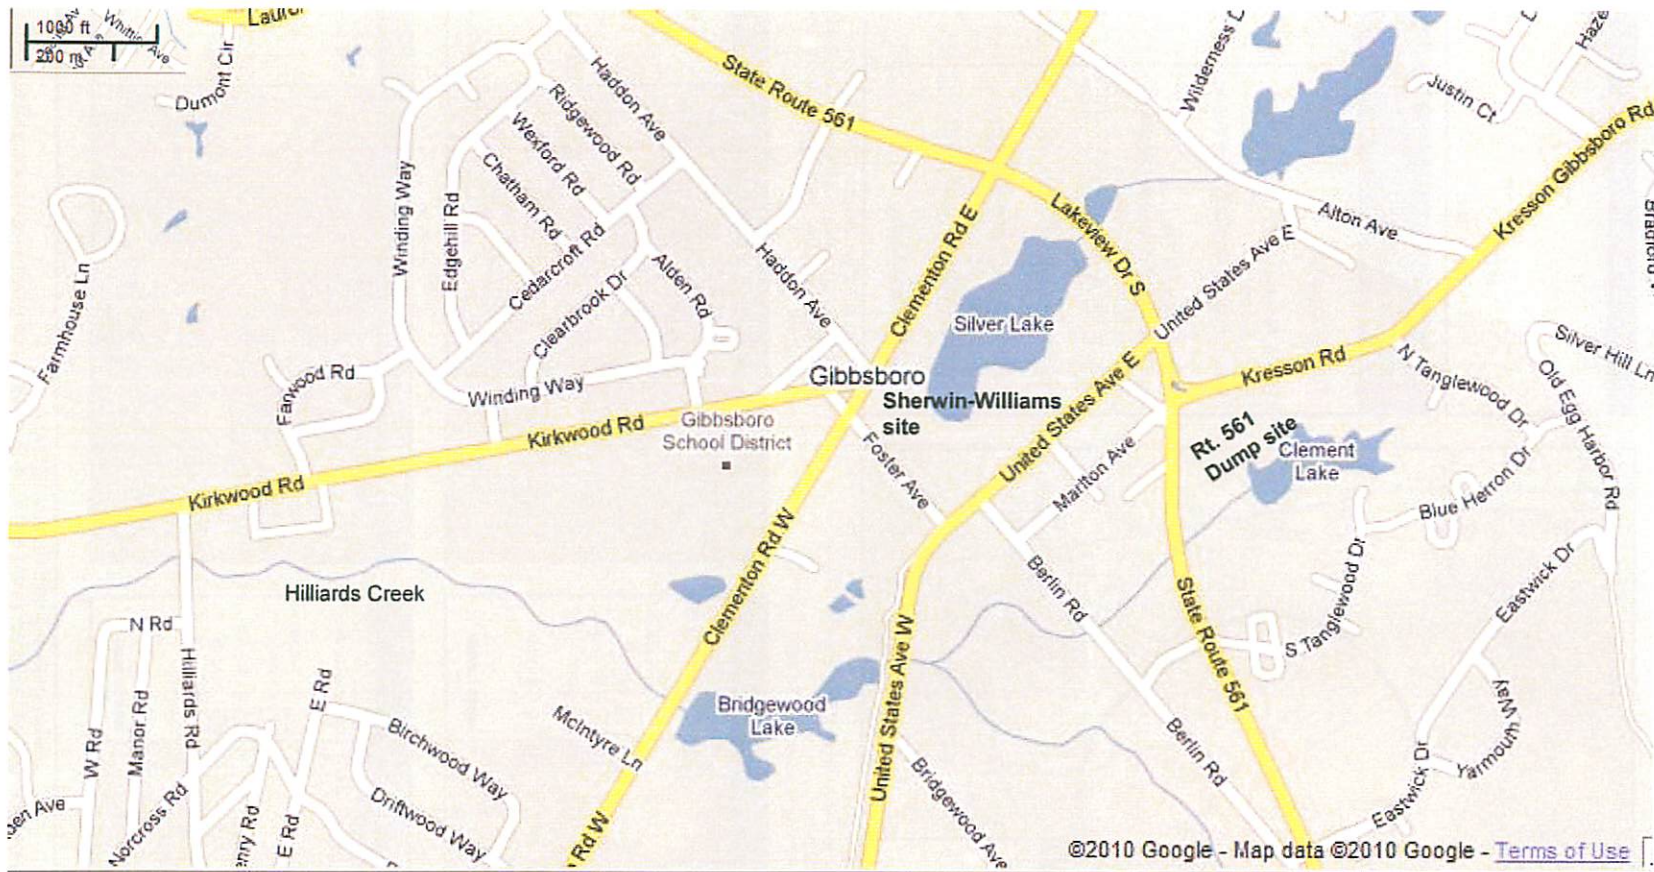 1000 ft
200 m
Whittier Ave
Dumont Cir
Haddon Ave
State Route 561
Wilderness
Justin Ct
Kresson Gibbsboro Rd
Ridgewood Rd
Wexford Rd
Chatham Rd
Winding Way
Edgehill Rd
Cedarcroft Rd
Clearbrook Dr
Alden Rd
Haddon Ave
Clementon Rd E
Lakeview Dr S
Alton Ave
United States Ave E
Farmhouse Ln
Silver Lake
Farwood Rd
Winding Way
Gibbsboro
Sherwin-Williams
site
United States Ave E
Kresson Rd
N Tanglewood Dr
Silver Hill Ln
Old Egg Harbor Rd
Kirkwood Rd
Gibbsboro
School District
Foster Ave
Marlton Ave
Rt. 561
Dump site
Clement
Lake
Blue Herron Dr
Kirkwood Rd
Clementon Rd W
Hilliards Creek
Berlin Rd
State Route 561
S Tanglewood Dr
Eastwick Dr
N Rd
Hilliards Rd
Manor Rd
W Rd
E Rd
Birchwood Way
Driftwood Way
McIntyre Ln
Bridgewood
Lake
United States Ave W
Bridgewood Ave
Berlin Rd
Yarmouth Way
Eastwick Dr
Norcross Rd
E Rd
Rd W
©2010 Google - Map data ©2010 Google - Terms of Use